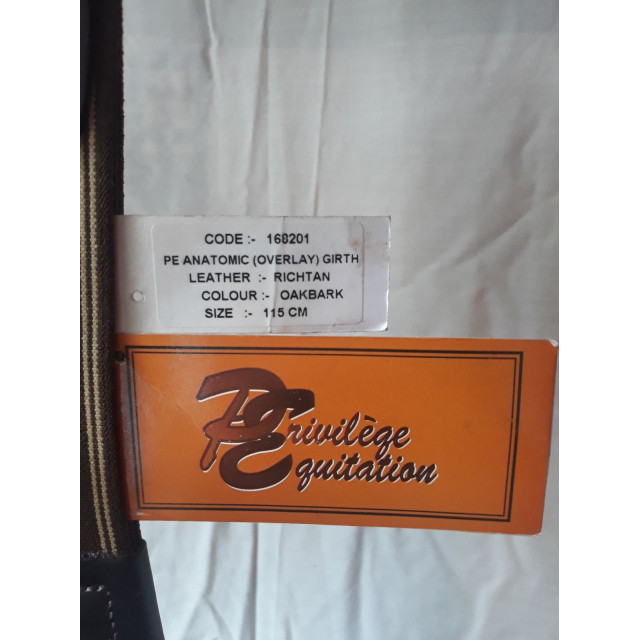 CODE :- 168201
PE ANATOMIC (OVERLAY) GIRTH
LEATHER :- RICHTAN
COLOUR :- OAKBARK
SIZE :- 115 CM
Privilège
Equitation